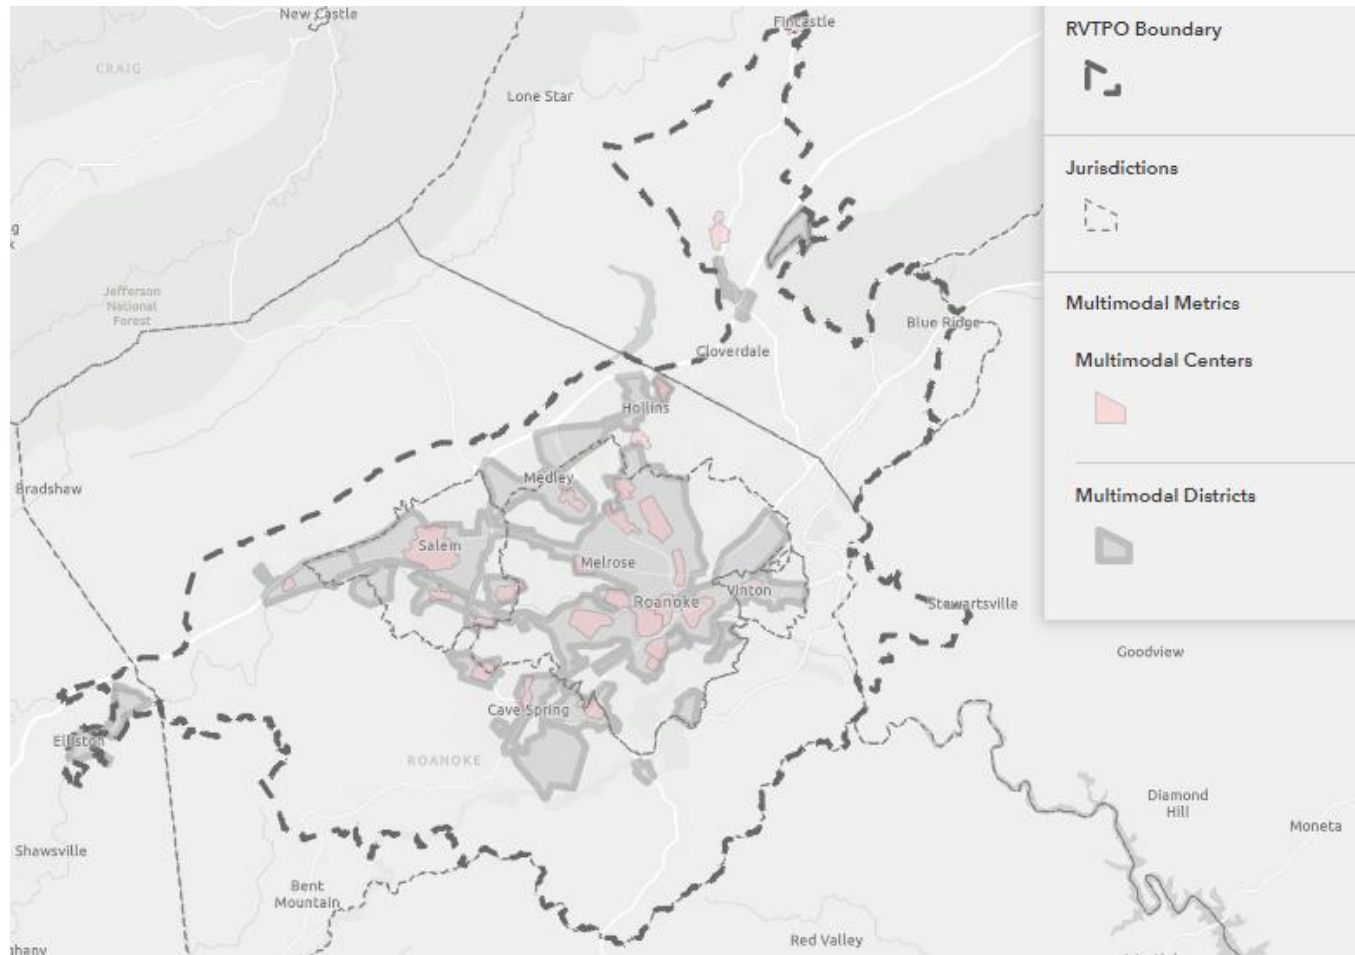 New Castle
Fincastle
CRAIG
Lone Star
g
k
Jefferson
National
Forest
Blue Ridge
Cloverdale
Hollins
Medley
Bradshaw
Salem
Melrose
Vinton
Roanoke
Stewartsville
Goodview
Cave Spring
Elliston
ROANOKE
Diamond
Hill
Moneta
Shawsville
Bent
Mountain
Red Valley
ghany
RVTPO Boundary
Jurisdictions
Multimodal Metrics
Multimodal Centers
Multimodal Districts